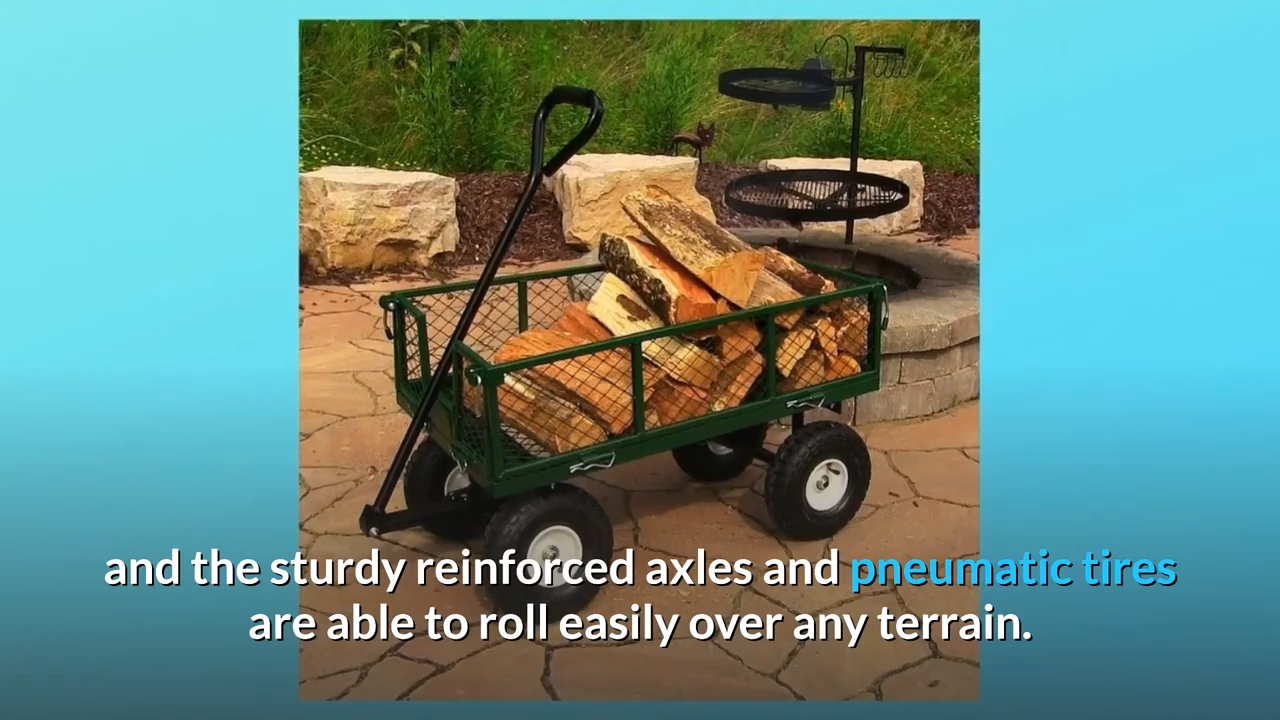 and the sturdy reinforced axles and pneumatic tires
are able to roll easily over any terrain.